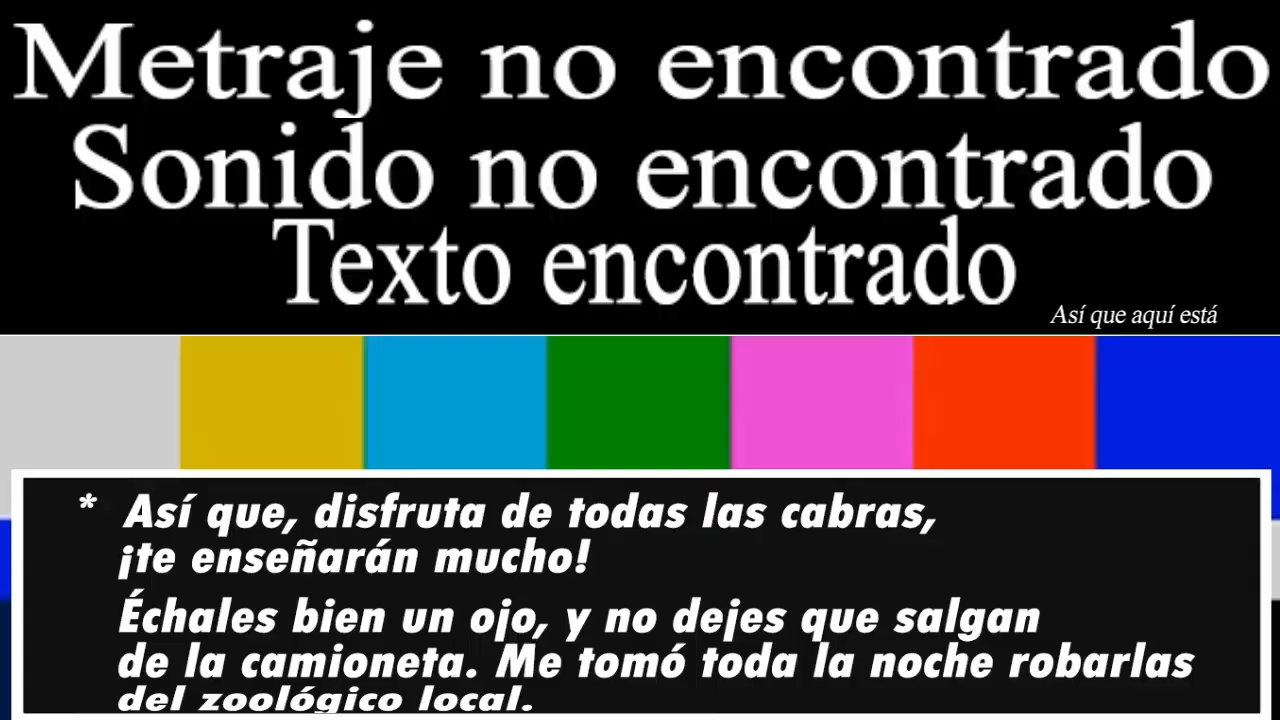 Metraje no encontrado
Sonido no encontrado
Texto encontrado
Así que aquí está
* Así que, disfruta de todas las cabras,
¡te enseñarán mucho!
Échales bien un ojo, y no dejes que salgan
de la camioneta. Me tomó toda la noche robarlas
del zoológico local.